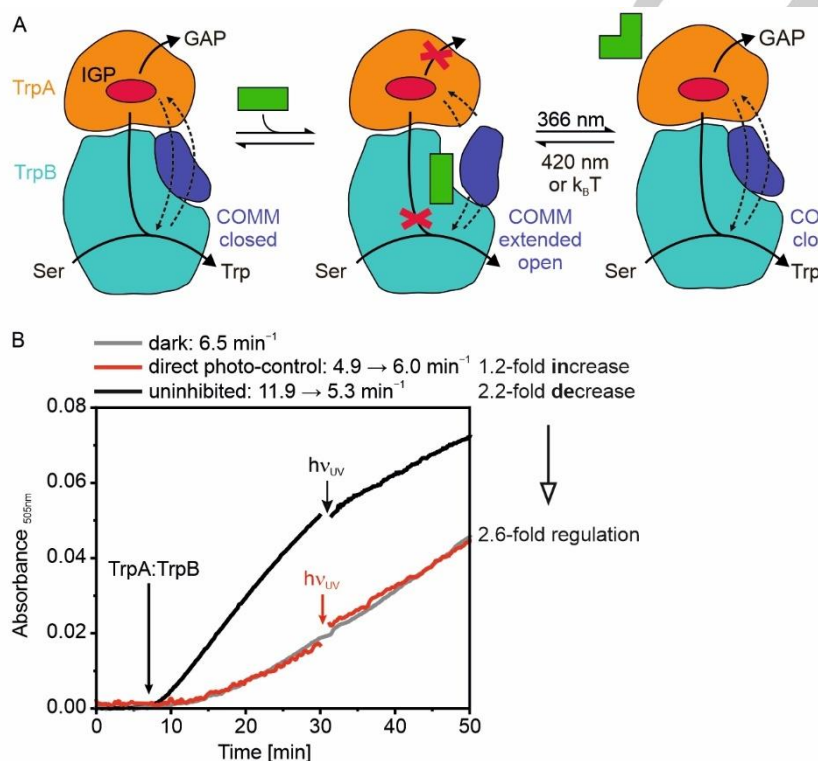 A
GAP
GAP
TrpA
IGP
366 nm
420 nm
or kBT
TrpB
COMM
closed
COMM
extended
open
CO
clo
Ser
Trp
Ser
Ser
Trp
B
dark: 6.5 min⁻¹
direct photo-control: 4.9 → 6.0 min⁻¹ 1.2-fold increase
uninhibited: 11.9 → 5.3 min⁻¹ 2.2-fold decrease
0.08
hνUV
0.06
2.6-fold regulation
TrpA:TrpB
hνUV
0.04
0.02
0.00
Absorbance 505nm
0 10 20 30 40 50
Time [min]